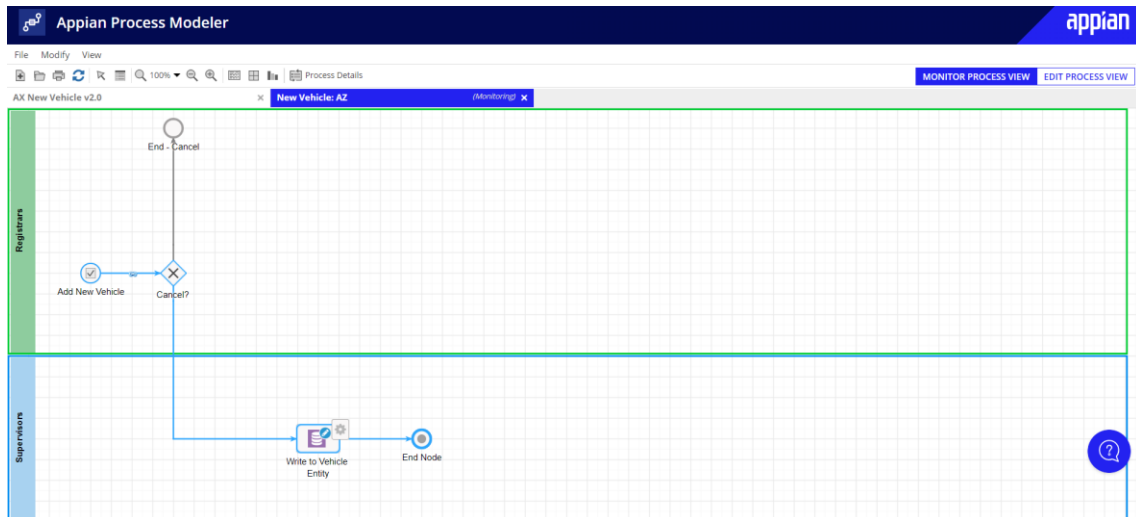 Appian Process Modeler
appian
File Modify View
100% Process Details
MONITOR PROCESS VIEW EDIT PROCESS VIEW
AX New Vehicle v2.0
New Vehicle: AZ (Monitoring)
End - Cancel
Registrars
Add New Vehicle
Cancel?
Supervisors
Write to Vehicle
Entity
End Node